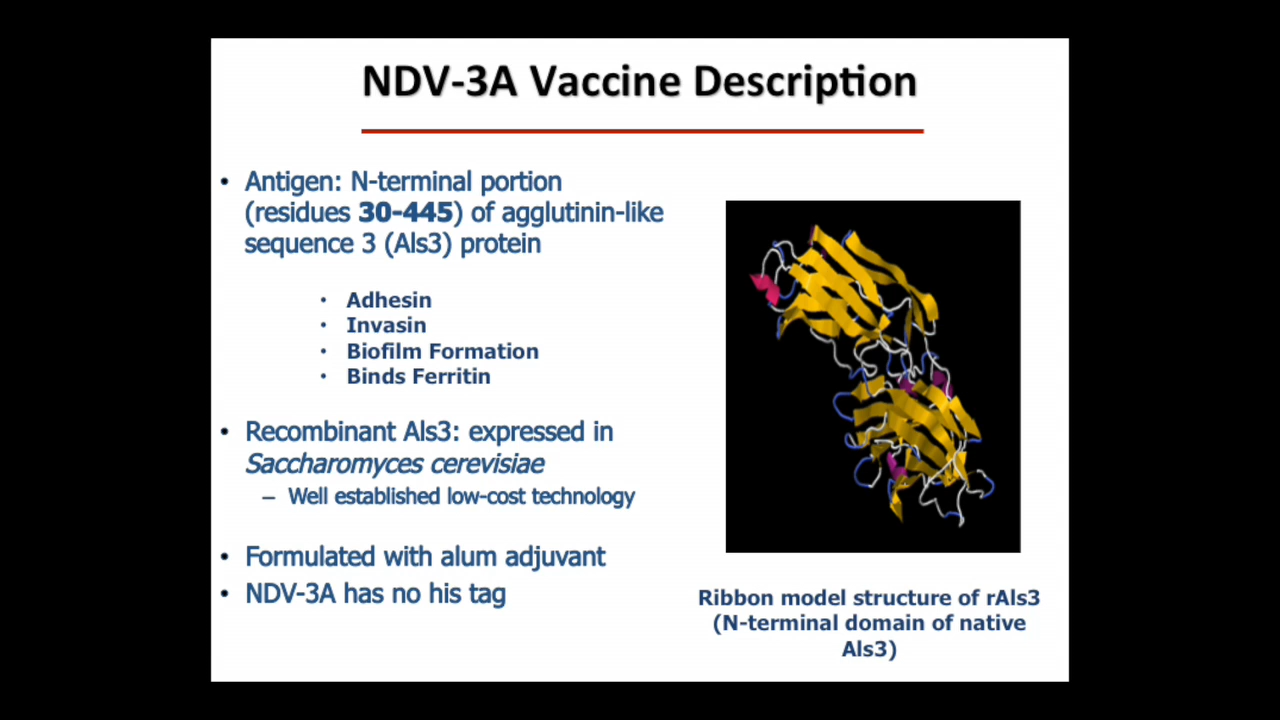 NDV-3A Vaccine Description
• Antigen: N-terminal portion
(residues 30-445) of agglutinin-like
sequence 3 (Als3) protein
• Adhesin
• Invasin
• Biofilm Formation
• Binds Ferritin
• Recombinant Als3: expressed in
Saccharomyces cerevisiae
– Well established low-cost technology
• Formulated with alum adjuvant
• NDV-3A has no his tag
Ribbon model structure of rAls3
(N-terminal domain of native
Als3)